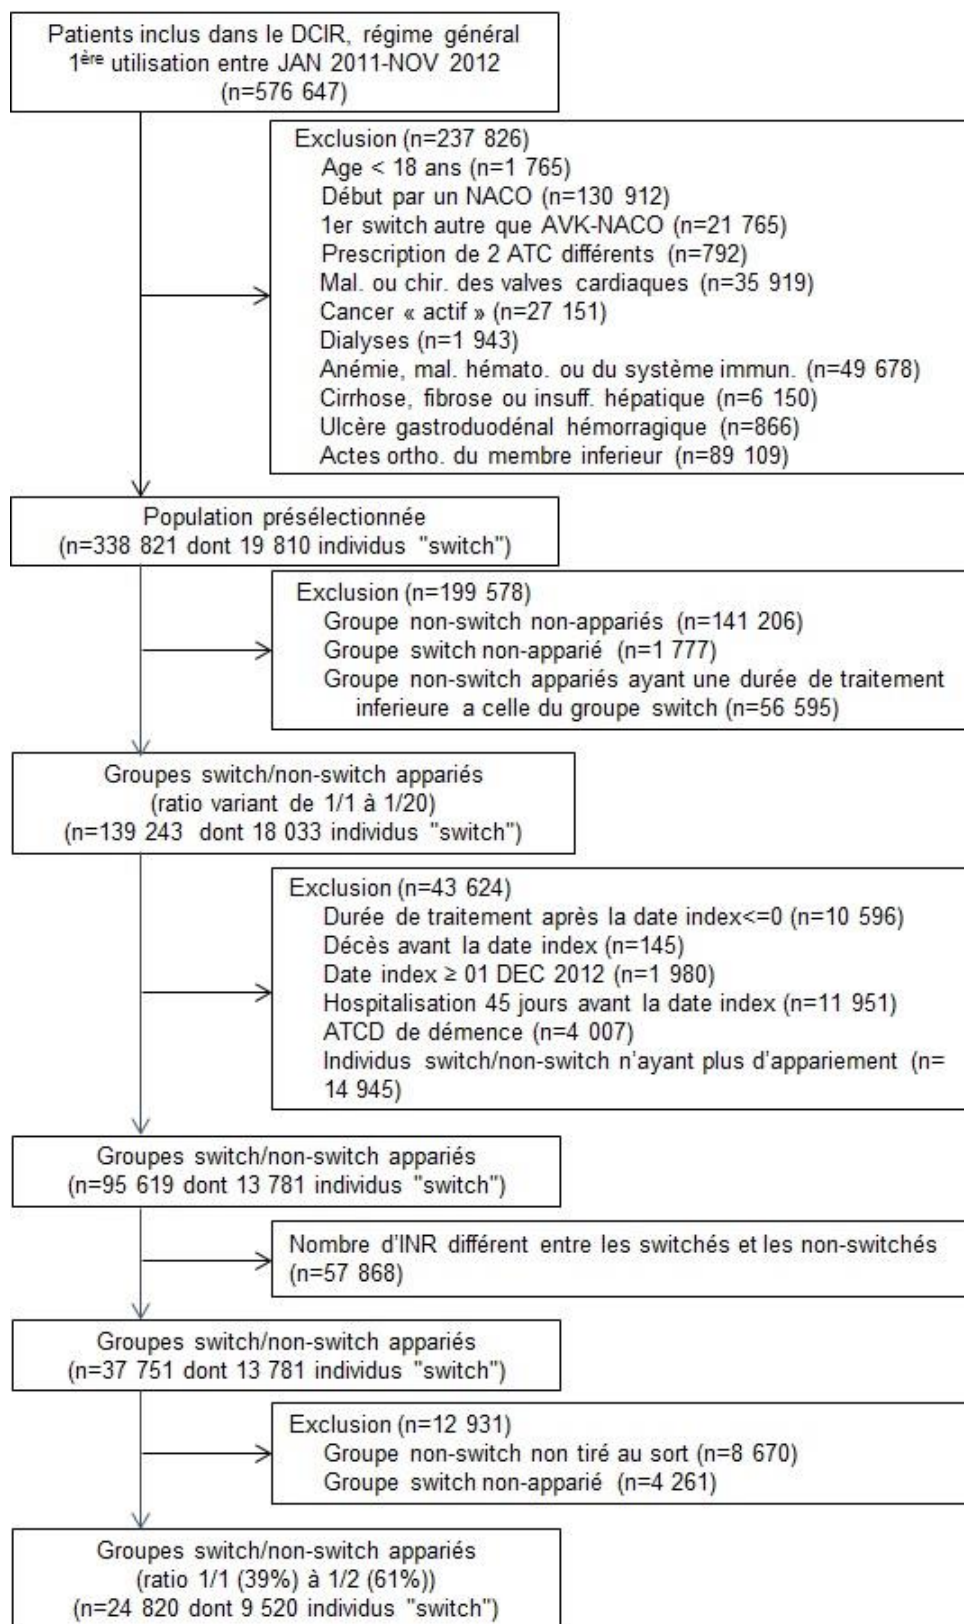 Patients inclus dans le DCIR, régime général
1ère utilisation entre JAN 2011-NOV 2012
(n=576 647)
Exclusion (n=237 826)
Age < 18 ans (n=1 765)
Début par un NACO (n=130 912)
1er switch autre que AVK-NACO (n=21 765)
Prescription de 2 ATC différents (n=792)
Mal. ou chir. des valves cardiaques (n=35 919)
Cancer « actif » (n=27 151)
Dialyses (n=1 943)
Anémie, mal. hémato. ou du système immun. (n=49 678)
Cirrhose, fibrose ou insuff. hépatique (n=6 150)
Ulcère gastroduodénal hémorragique (n=866)
Actes ortho. du membre inferieur (n=89 109)
Population présélectionnée
(n=338 821 dont 19 810 individus "switch")
Exclusion (n=199 578)
Groupe non-switch non-appariés (n=141 206)
Groupe switch non-apparié (n=1 777)
Groupe non-switch appariés ayant une durée de traitement
inferieure a celle du groupe switch (n=56 595)
Groupes switch/non-switch appariés
(ratio variant de 1/1 à 1/20)
(n=139 243 dont 18 033 individus "switch")
Exclusion (n=43 624)
Durée de traitement après la date index<=0 (n=10 596)
Décès avant la date index (n=145)
Date index ≥ 01 DEC 2012 (n=1 980)
Hospitalisation 45 jours avant la date index (n=11 951)
ATCD de démence (n=4 007)
Individus switch/non-switch n'ayant plus d'appariement (n=
14 945)
Groupes switch/non-switch appariés
(n=95 619 dont 13 781 individus "switch")
Nombre d'INR différent entre les switchés et les non-switchés
(n=57 868)
Groupes switch/non-switch appariés
(n=37 751 dont 13 781 individus "switch")
Exclusion (n=12 931)
Groupe non-switch non tiré au sort (n=8 670)
Groupe switch non-apparié (n=4 261)
Groupes switch/non-switch appariés
(ratio 1/1 (39%) à 1/2 (61%))
(n=24 820 dont 9 520 individus "switch")